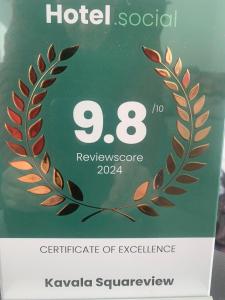 Hotel.social
9.8 /10
Reviewscore
2024
CERTIFICATE OF EXCELLENCE
Kavala Squareview